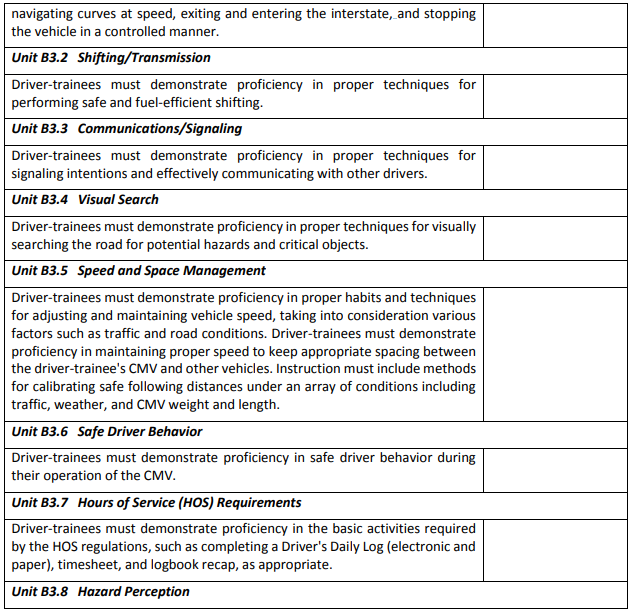 navigating curves at speed, exiting and entering the interstate, and stopping
the vehicle in a controlled manner.
Unit B3.2 Shifting/Transmission
Driver-trainees must demonstrate proficiency in proper techniques for
performing safe and fuel-efficient shifting.
Unit B3.3 Communications/Signaling
Driver-trainees must demonstrate proficiency in proper techniques for
signaling intentions and effectively communicating with other drivers.
Unit B3.4 Visual Search
Driver-trainees must demonstrate proficiency in proper techniques for visually
searching the road for potential hazards and critical objects.
Unit B3.5 Speed and Space Management
Driver-trainees must demonstrate proficiency in proper habits and techniques
for adjusting and maintaining vehicle speed, taking into consideration various
factors such as traffic and road conditions. Driver-trainees must demonstrate
proficiency in maintaining proper speed to keep appropriate spacing between
the driver-trainee's CMV and other vehicles. Instruction must include methods
for calibrating safe following distances under an array of conditions including
traffic, weather, and CMV weight and length.
Unit B3.6 Safe Driver Behavior
Driver-trainees must demonstrate proficiency in safe driver behavior during
their operation of the CMV.
Unit B3.7 Hours of Service (HOS) Requirements
Driver-trainees must demonstrate proficiency in the basic activities required
by the HOS regulations, such as completing a Driver's Daily Log (electronic and
paper), timesheet, and logbook recap, as appropriate.
Unit B3.8 Hazard Perception